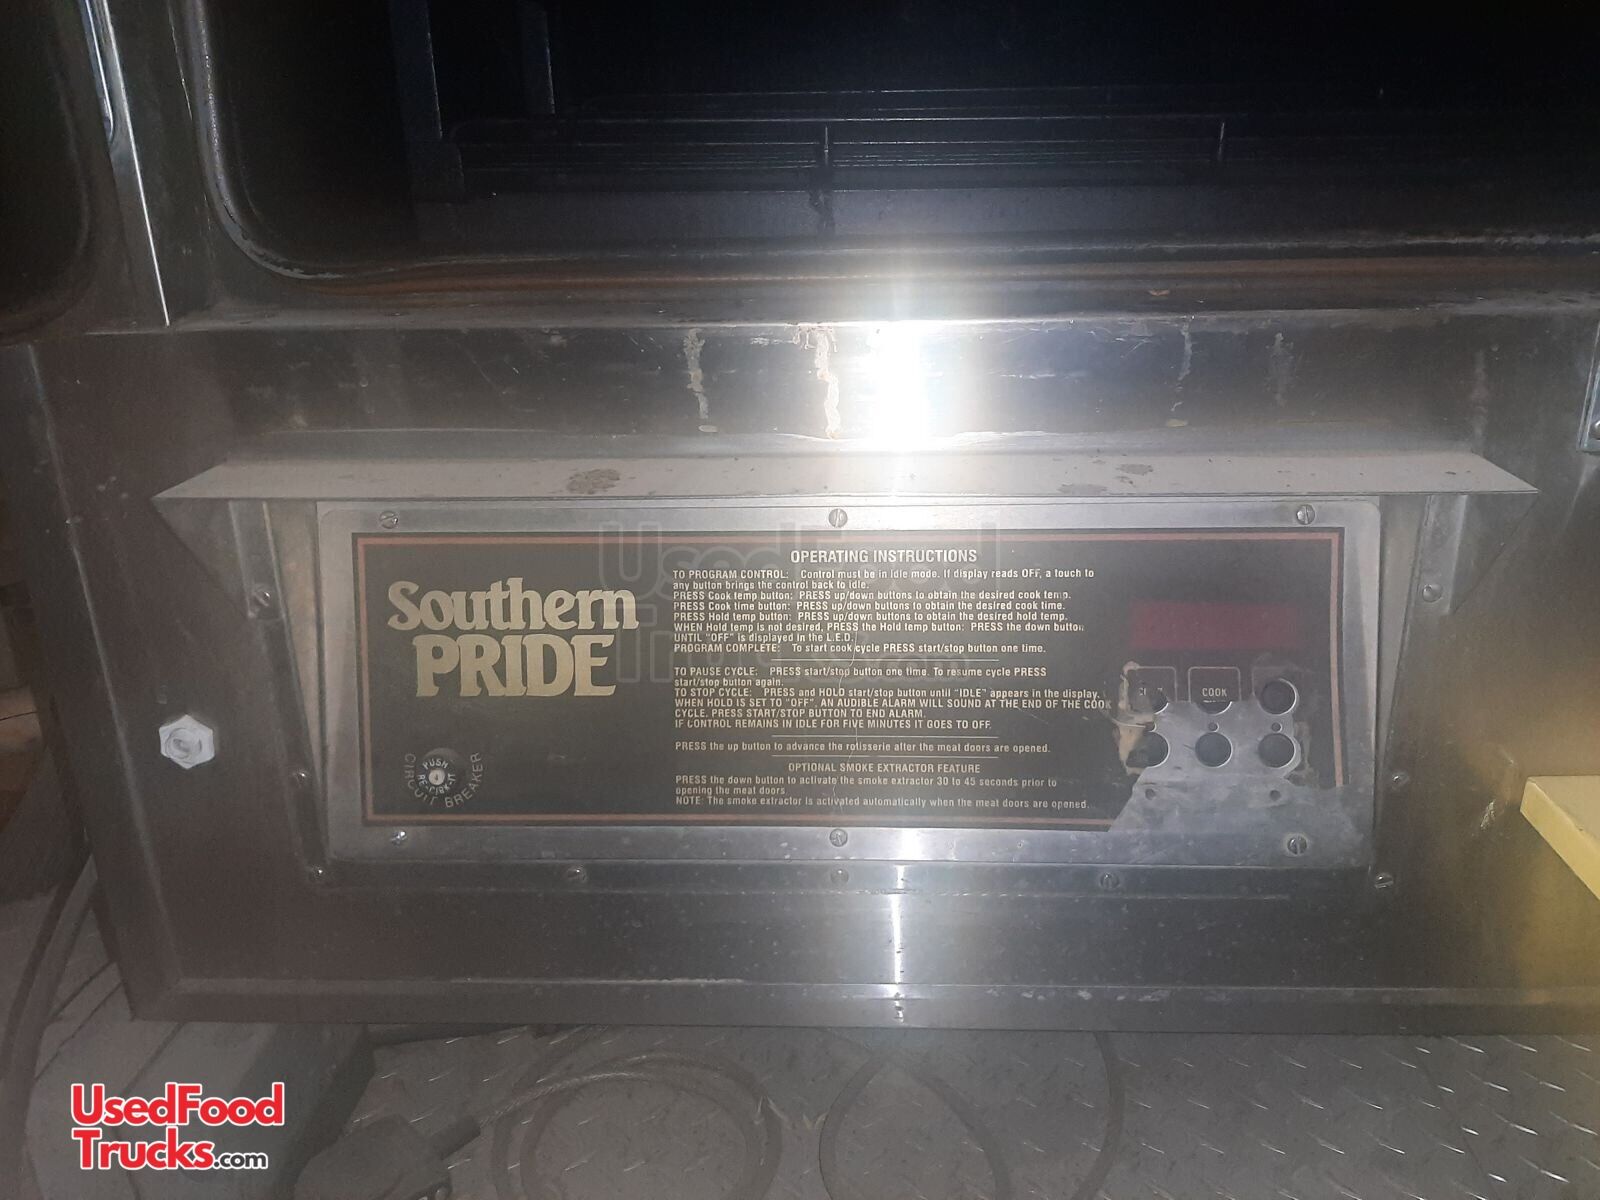 OPERATING INSTRUCTIONS
TO PROGRAM CONTROL: Control must be in idle mode. If display reads OFF, a touch to
any button brings the control back to idle.
PRESS Cook temp button: PRESS up/down buttons to obtain the desired cook temp.
PRESS Cook time button: PRESS up/down buttons to obtain the desired cook time.
PRESS Hold temp button: PRESS up/down buttons to obtain the desired hold temp.
WHEN Hold temp is not desired, PRESS the Hold temp button: PRESS the down button
UNTIL "OFF" is displayed in the L.E.D.
PROGRAM COMPLETE: To start cook cycle PRESS start/stop button one time.
TO PAUSE CYCLE: PRESS start/stop button one time. To resume cycle PRESS
start/stop button again.
TO STOP CYCLE: PRESS and HOLD start/stop button until "IDLE" appears in the display.
WHEN HOLD IS SET TO "OFF", AN AUDIBLE ALARM WILL SOUND AT THE END OF THE COOK
CYCLE. PRESS START/STOP BUTTON TO END ALARM.
IF CONTROL REMAINS IN IDLE FOR FIVE MINUTES IT GOES TO OFF.
PRESS the up button to advance the rotisserie after the meat doors are opened.
OPTIONAL SMOKE EXTRACTOR FEATURE
PRESS the down button to activate the smoke extractor 30 to 45 seconds prior to
opening the meat doors
NOTE: The smoke extractor is activated automatically when the meat doors are opened.
Southern
PRIDE
PUSH
CIRCUIT BREAKER
COOK
UsedFood
Trucks.com
UsedFood
Trucks.com